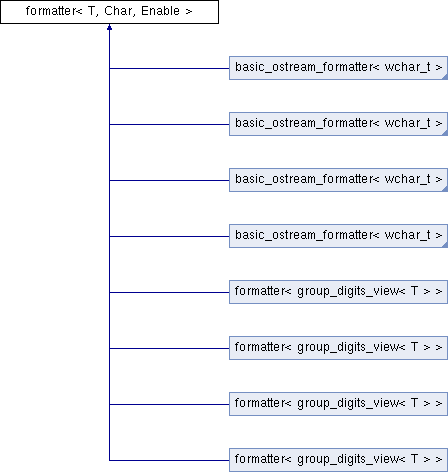 formatter< T, Char, Enable >
basic_ostream_formatter< wchar_t >
basic_ostream_formatter< wchar_t >
basic_ostream_formatter< wchar_t >
basic_ostream_formatter< wchar_t >
formatter< group_digits_view< T > >
formatter< group_digits_view< T > >
formatter< group_digits_view< T > >
formatter< group_digits_view< T > >